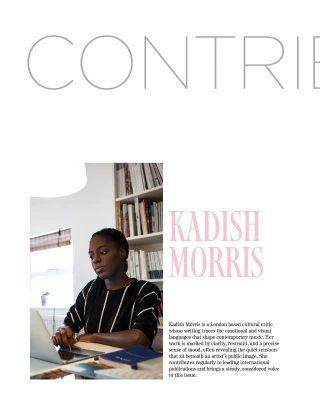 CONTRIB
KADISH
MORRIS
Kadish Morris is a London based cultural critic
whose writing traces the emotional and visual
languages that shape contemporary music. Her
work is marked by clarity, restraint, and a precise
sense of mood, often revealing the quiet tensions
that sit beneath an artist's public image. She
contributes regularly to leading international
publications and brings a steady, considered voice
to this issue.